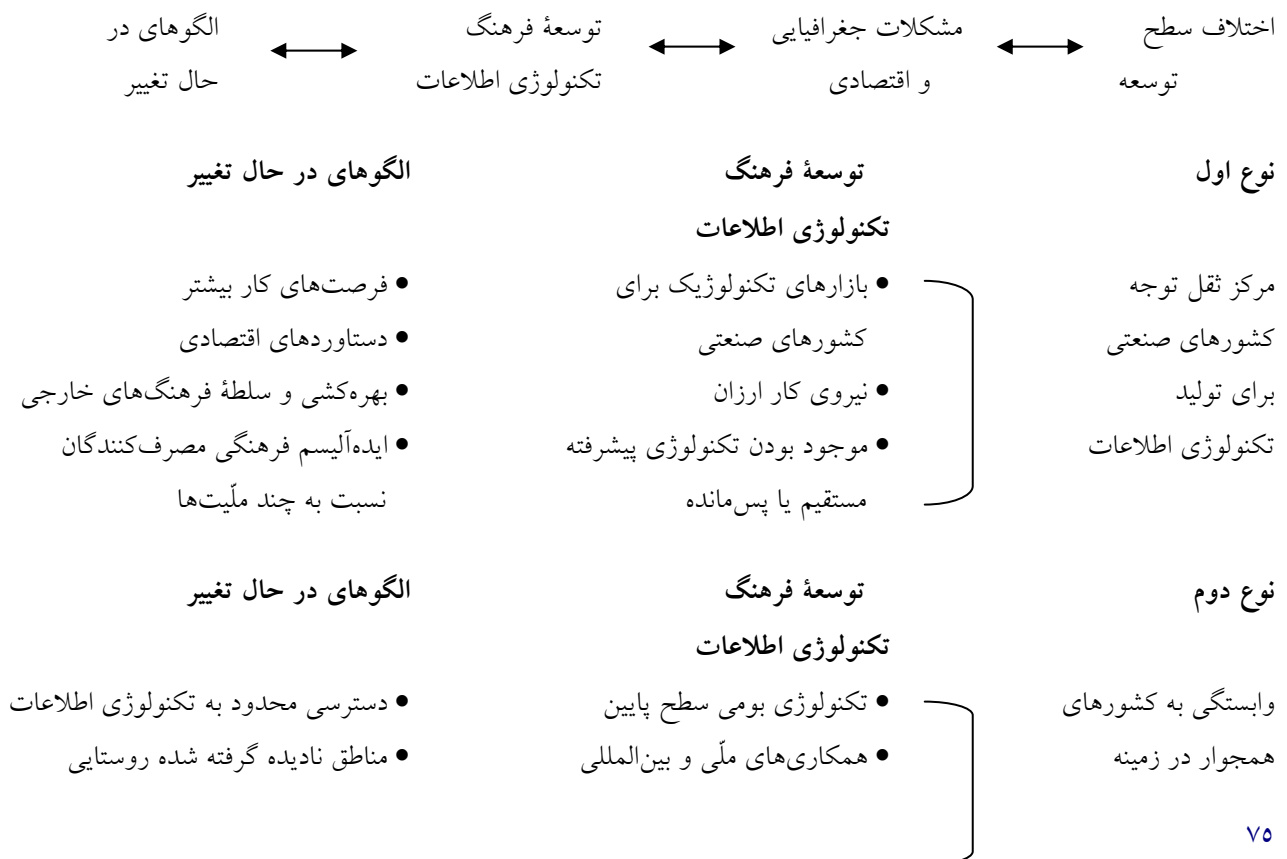 اختلاف سطح مشکلات جغرافیایی توسعهٔ فرهنگ الگوهای در
توسعه و اقتصادی تکنولوژی اطلاعات حال تغییر
نوع اول توسعهٔ فرهنگ الگوهای در حال تغییر
تکنولوژی اطلاعات
مرکز ثقل توجه • بازارهای تکنولوژیک برای • فرصت‌های کار بیشتر
کشورهای صنعتی کشورهای صنعتی • دستاوردهای اقتصادی
برای تولید • نیروی کار ارزان • بهره‌کشی و سلطهٔ فرهنگ‌های خارجی
تکنولوژی اطلاعات • موجود بودن تکنولوژی پیشرفته • ایده‌آلیسم فرهنگی مصرف‌کنندگان
مستقیم یا پس‌مانده نسبت به چند ملّیت‌ها
نوع دوم توسعهٔ فرهنگ الگوهای در حال تغییر
تکنولوژی اطلاعات
وابستگی به کشورهای • تکنولوژی بومی سطح پایین • دسترسی محدود به تکنولوژی اطلاعات
همجوار در زمینه • همکاری‌های ملّی و بین‌المللی • مناطق نادیده گرفته شده روستایی
۷۵